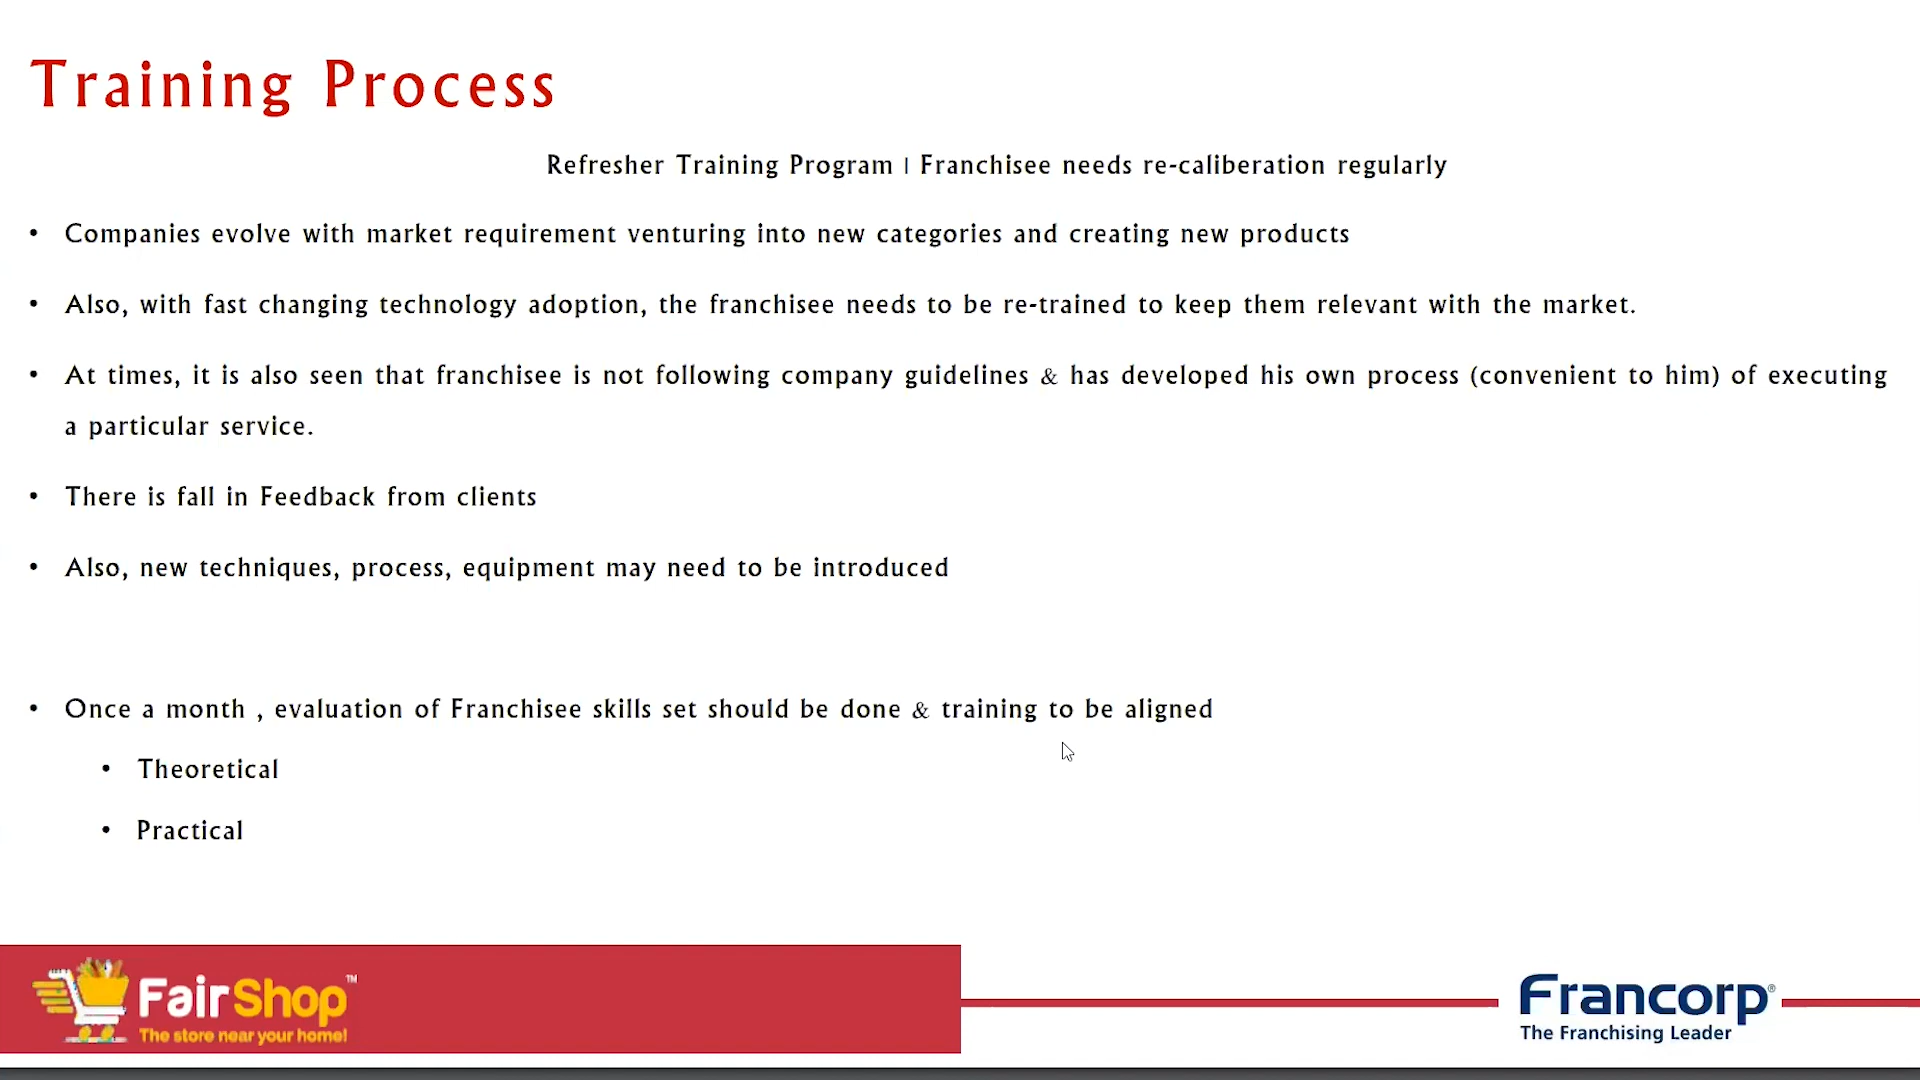 Training Process
Refresher Training Program | Franchisee needs re-caliberation regularly
• Companies evolve with market requirement venturing into new categories and creating new products
• Also, with fast changing technology adoption, the franchisee needs to be re-trained to keep them relevant with the market.
• At times, it is also seen that franchisee is not following company guidelines & has developed his own process (convenient to him) of executing
a particular service.
• There is fall in Feedback from clients
• Also, new techniques, process, equipment may need to be introduced
• Once a month , evaluation of Franchisee skills set should be done & training to be aligned
• Theoretical
• Practical
FairShop™
The store near your home!
Francorp®
The Franchising Leader